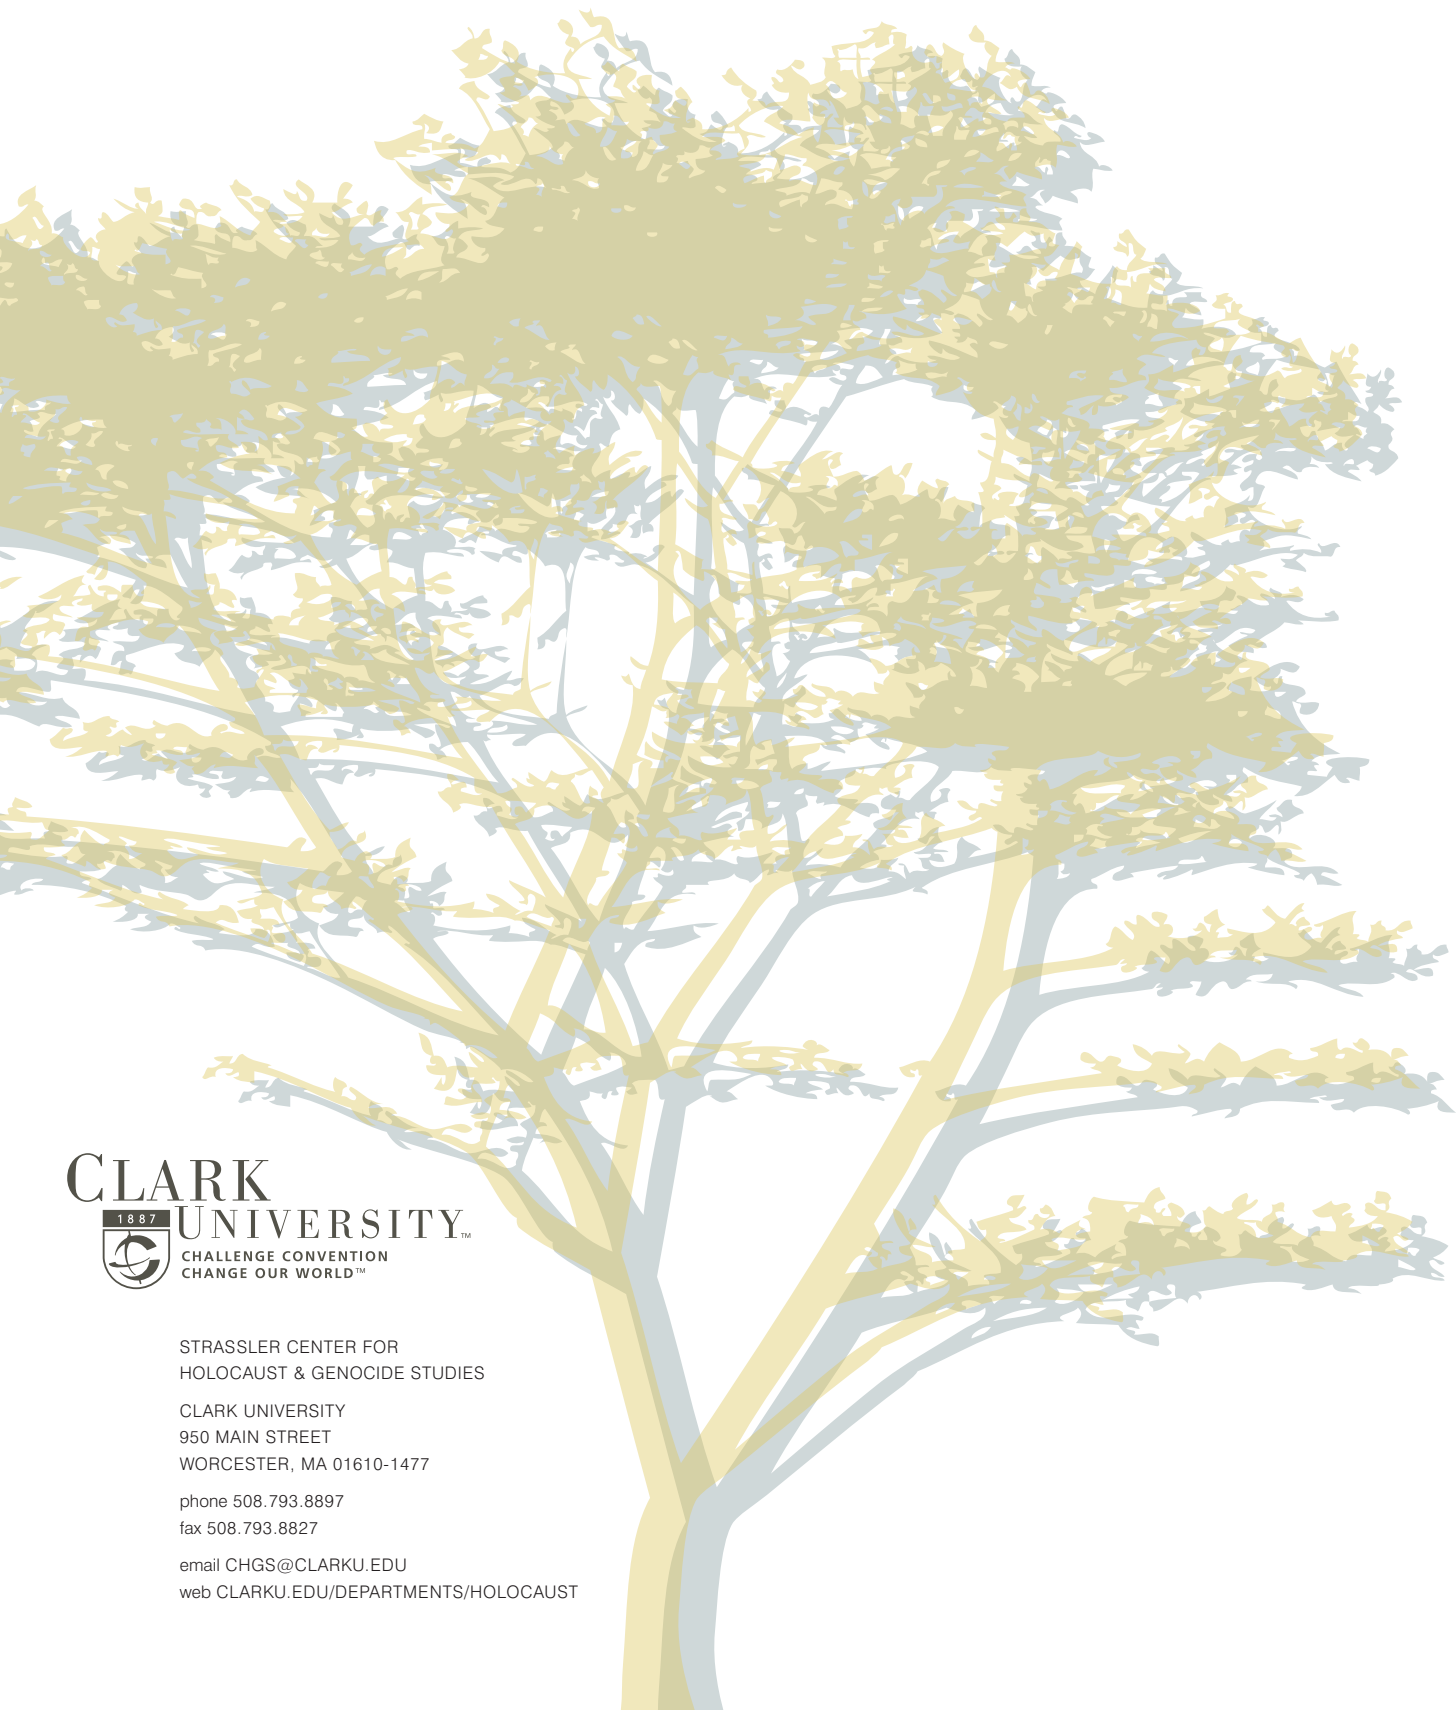 CLARK
UNIVERSITY™
1887
CHALLENGE CONVENTION
CHANGE OUR WORLD™
STRASSLER CENTER FOR
HOLOCAUST & GENOCIDE STUDIES
CLARK UNIVERSITY
950 MAIN STREET
WORCESTER, MA 01610-1477
phone 508.793.8897
fax 508.793.8827
email CHGS@CLARKU.EDU
web CLARKU.EDU/DEPARTMENTS/HOLOCAUST